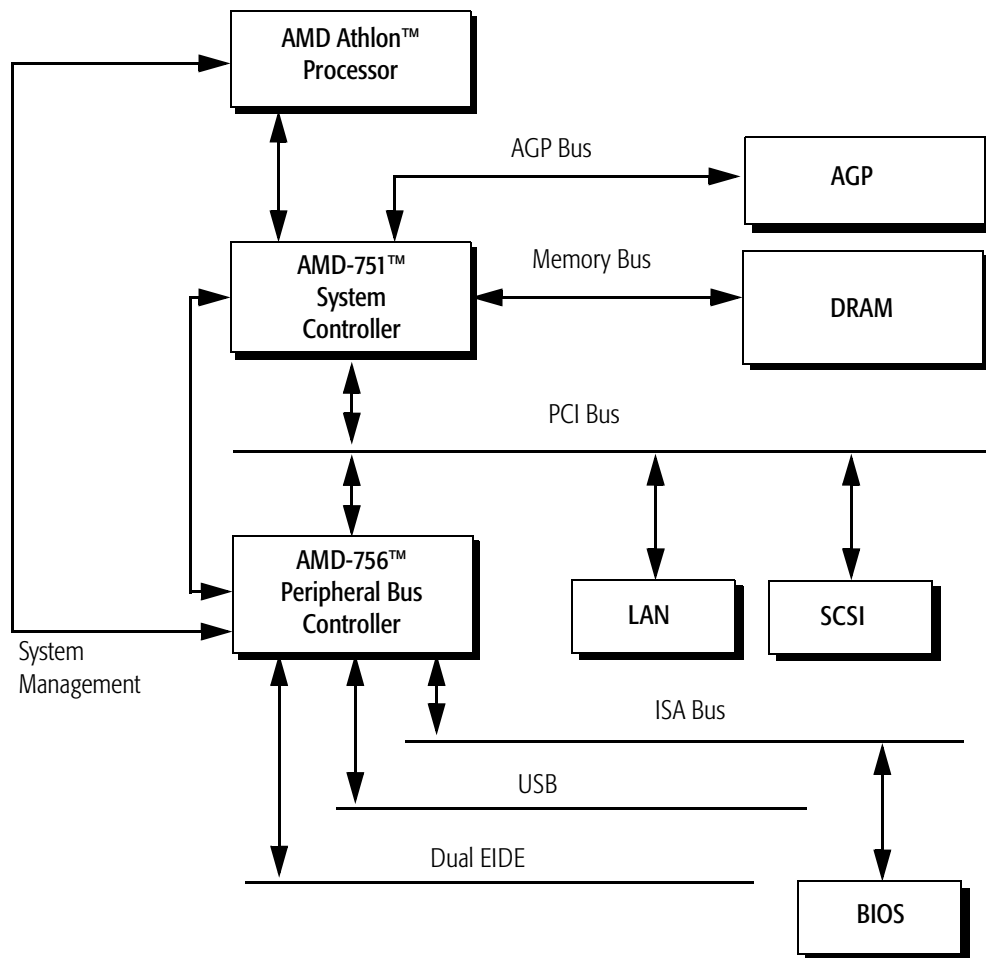 AMD Athlon™
Processor
AGP Bus
AGP
AMD-751™
System
Controller
Memory Bus
DRAM
PCI Bus
AMD-756™
Peripheral Bus
Controller
LAN
SCSI
System
Management
ISA Bus
USB
Dual EIDE
BIOS